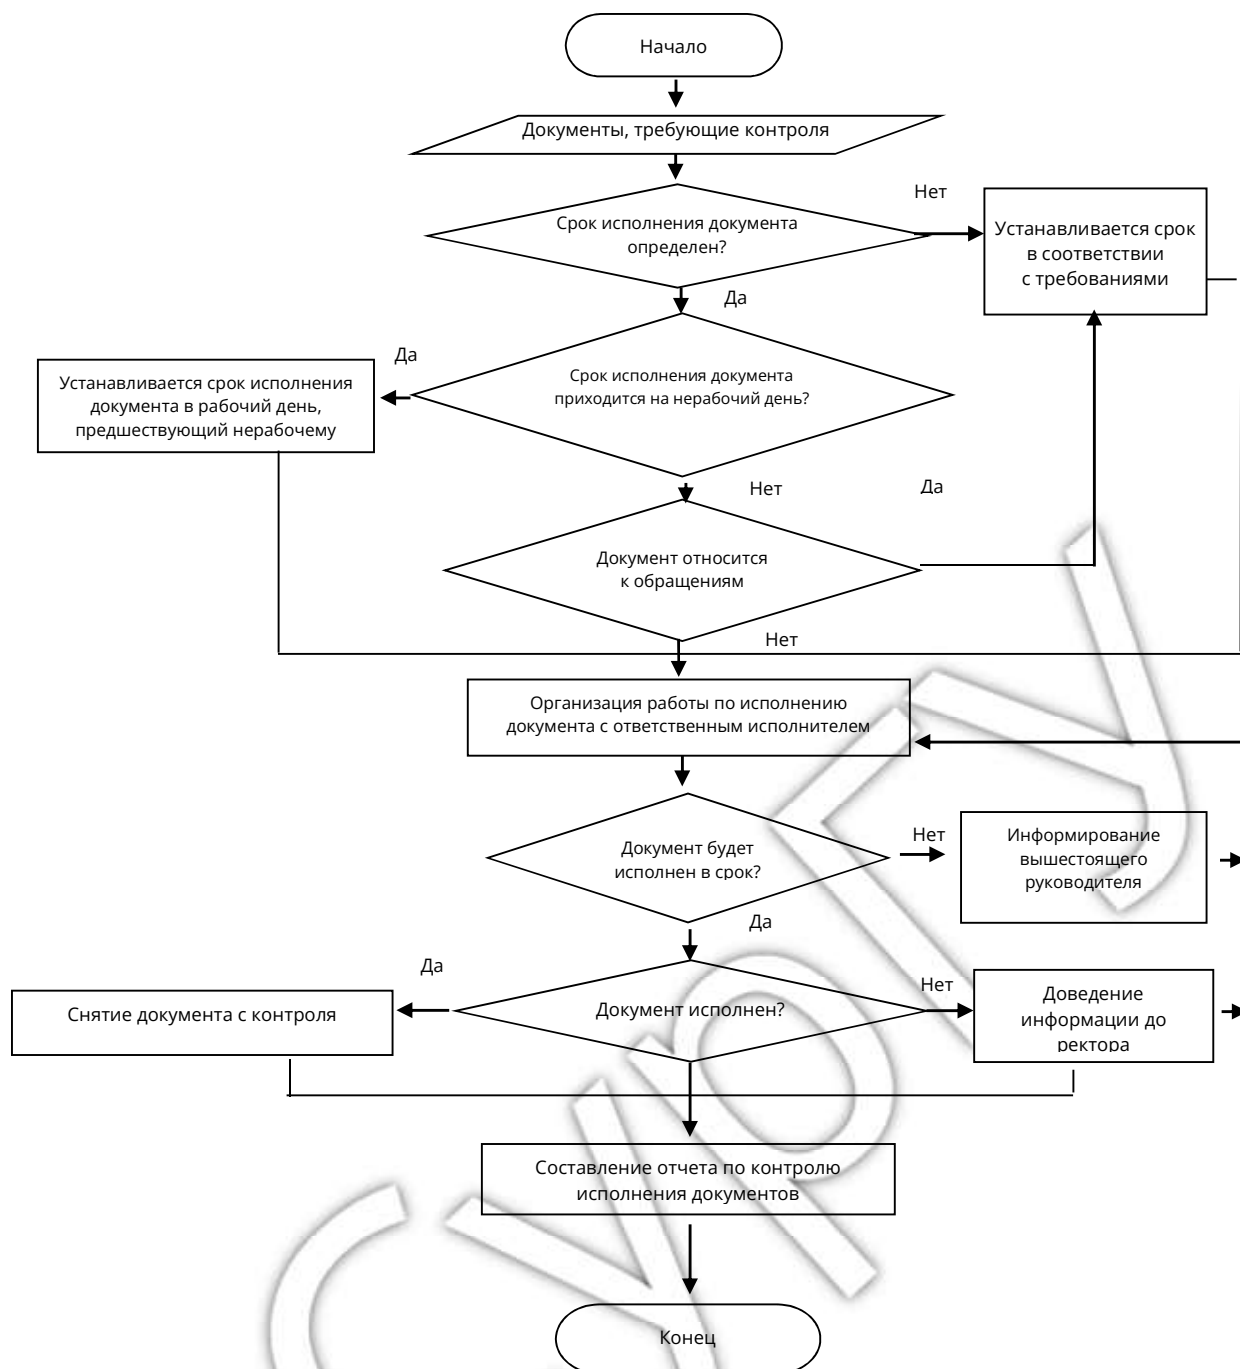 Начало
Документы, требующие контроля
Нет
Срок исполнения документа
определен?
Устанавливается срок
в соответствии
с требованиями
Да
Да
Устанавливается срок исполнения
документа в рабочий день,
предшествующий нерабочему
Срок исполнения документа
приходится на нерабочий день?
Нет
Да
Документ относится
к обращениям
Нет
Организация работы по исполнению
документа с ответственным исполнителем
Документ будет
исполнен в срок?
Нет
Информирование
вышестоящего
руководителя
Да
Да
Снятие документа с контроля
Документ исполнен?
Нет
Доведение
информации до
ректора
Составление отчета по контролю
исполнения документов
Конец
СурГУ